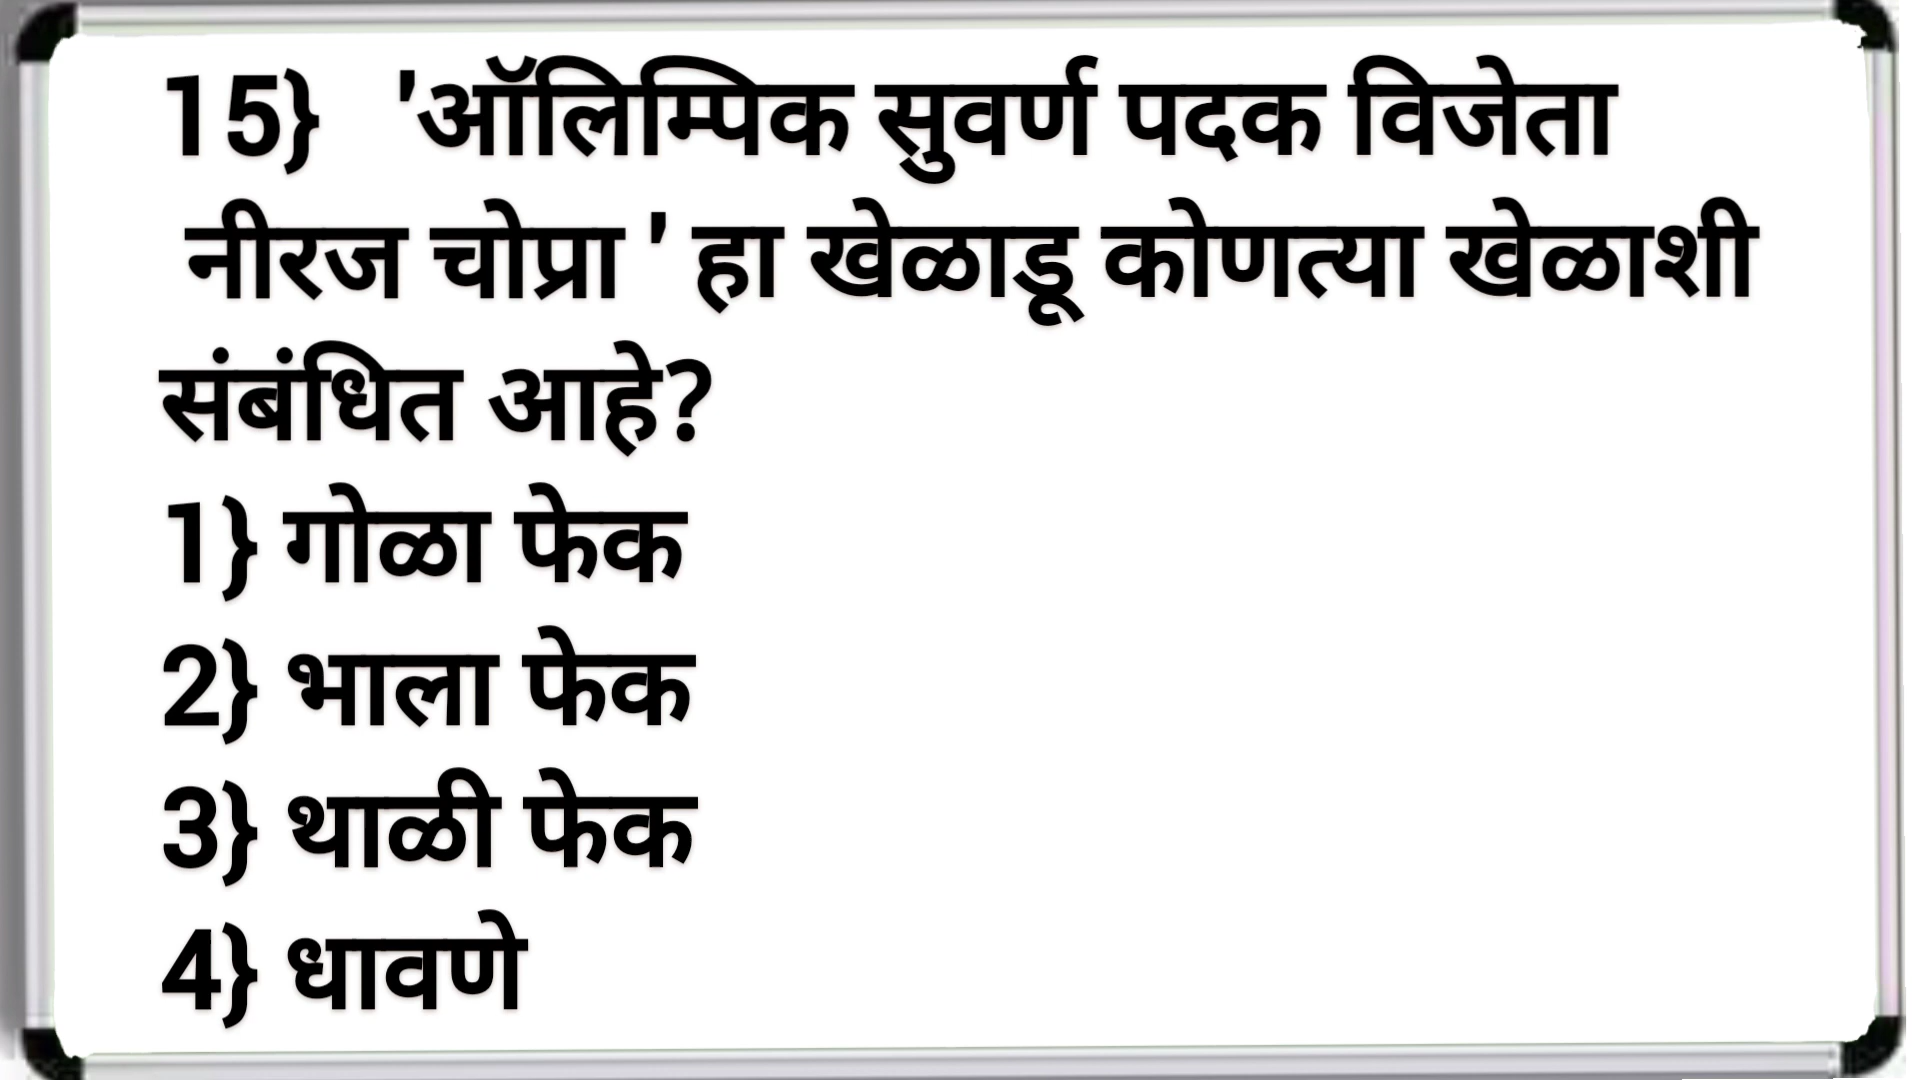 15} 'ऑलिम्पिक सुवर्ण पदक विजेता
नीरज चोप्रा ' हा खेळाडू कोणत्या खेळाशी
संबंधित आहे?
1} गोळा फेक
2} भाला फेक
3} थाळी फेक
4} धावणे